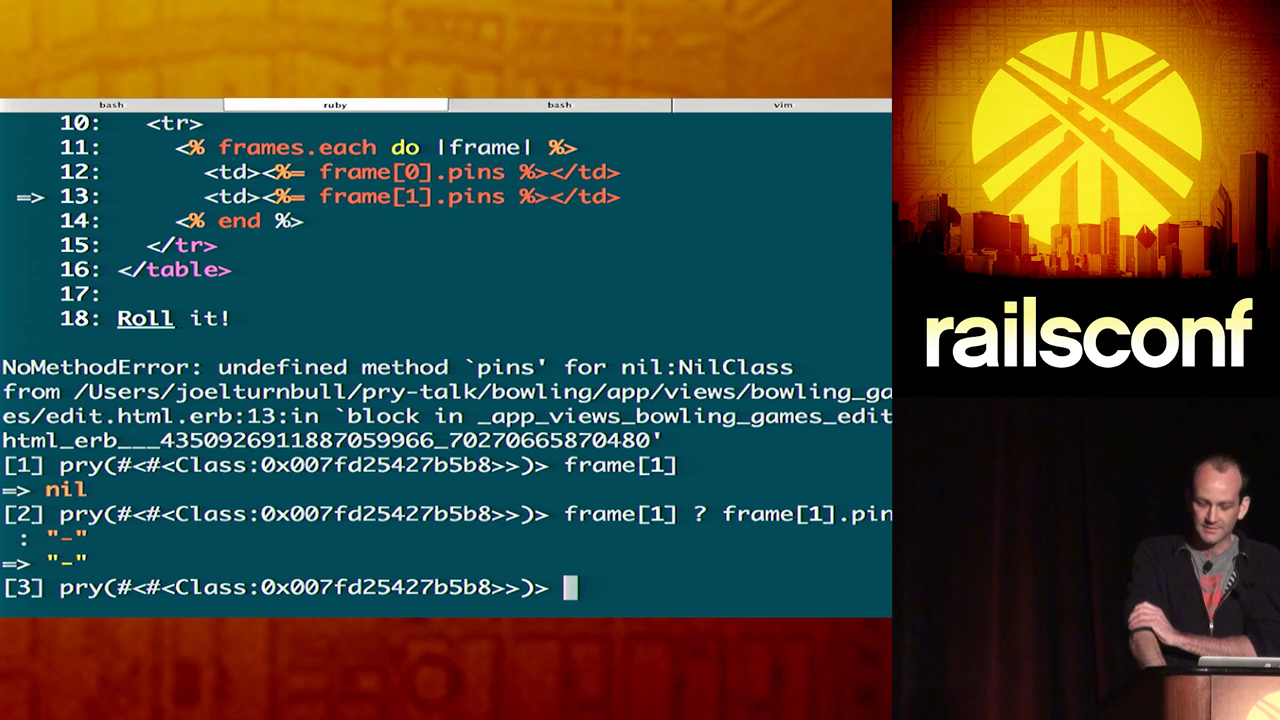 bash
ruby
bash
vim
10: <tr>
11: <% frames.each do |frame| %>
12: <td><%= frame[0].pins %></td>
=> 13: <td><%= frame[1].pins %></td>
14: <% end %>
15: </tr>
16: </table>
17:
18: Roll it!
NoMethodError: undefined method `pins' for nil:NilClass
from /Users/joelturnbull/pry-talk/bowling/app/views/bowling_ga
es/edit.html.erb:13:in `block in _app_views_bowling_games_edit
html_erb___4350926911887059966_70270665870480'
[1] pry(#<#<Class:0x007fd25427b5b8>>)> frame[1]
=> nil
[2] pry(#<#<Class:0x007fd25427b5b8>>)> frame[1] ? frame[1].pin
: "-"
=> "-"
[3] pry(#<#<Class:0x007fd25427b5b8>>)>
railsconf